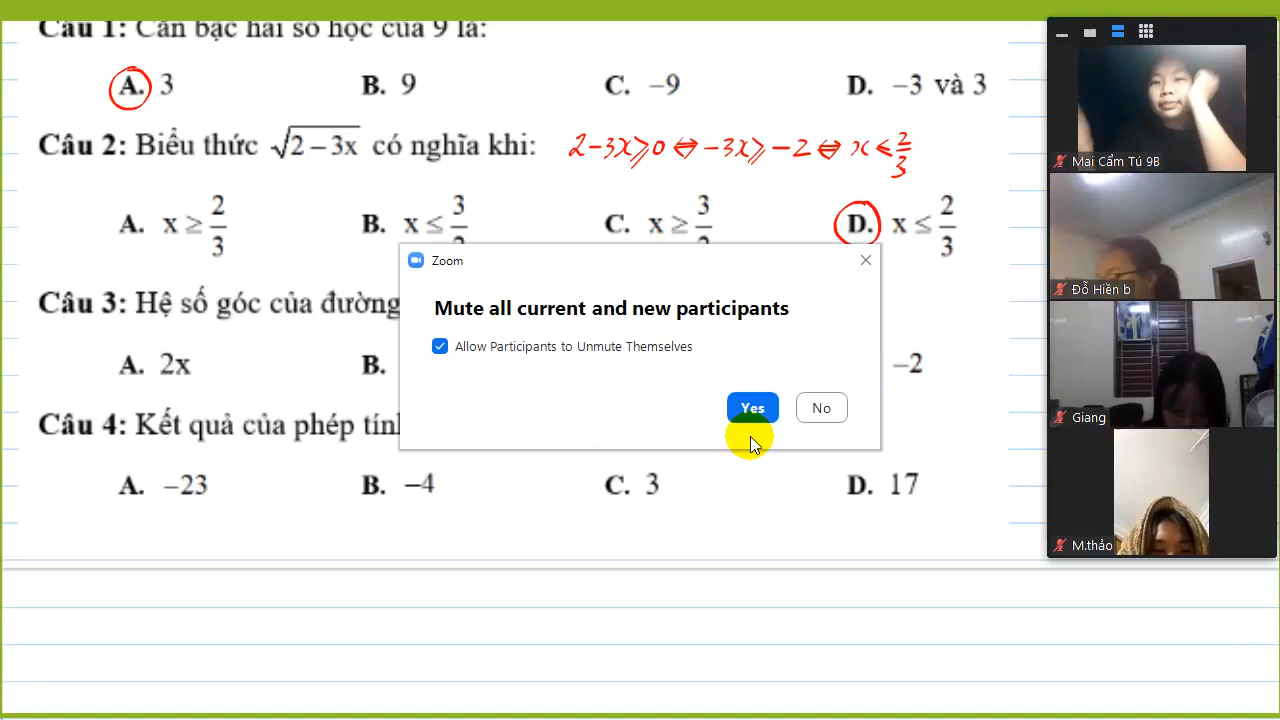 Câu 1: Căn bậc hai số học của 9 là:
A. 3 B. 9 C. −9 D. −3 và 3
Câu 2: Biểu thức √2 − 3x có nghĩa khi: 2-3x ⩾ 0 ⇔ -3x ⩾ -2 ⇔ x ⩽ 2/3
A. x ≥ 2/3 B. x ≤ 3/2 C. x ≥ 3/2 D. x ≤ 2/3
Zoom
Mute all current and new participants
Allow Participants to Unmute Themselves
Yes No
Câu 3: Hệ số góc của đường
A. 2x B. −2
Câu 4: Kết quả của phép tính
A. −23 B. −4 C. 3 D. 17
Mai Cẩm Tú 9B
Đỗ Hiền b
Giang
M.thảo